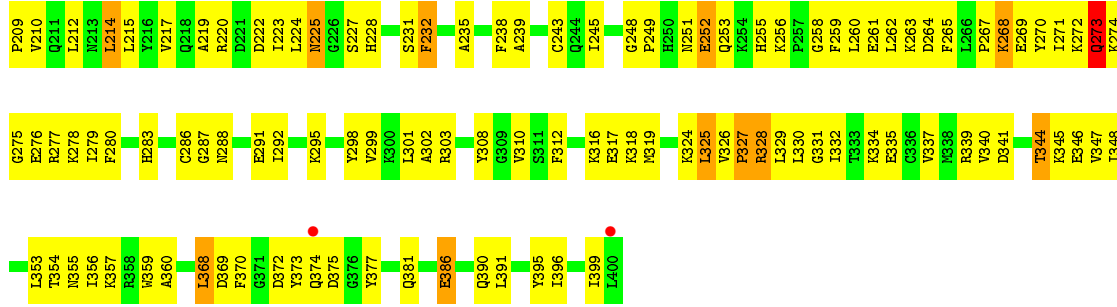 P209 V210 Q211 L212 N213 L214 L215 Y216 V217 Q218 A219 R220 D221 D222 I223 L224 N225 G226 S227 H228 S231 F232 A235 F238 A239 C243 Q244 I245 G248 P249 H250 N251 E252 Q253 K254 H255 K256 P257 G258 F259 L260 E261 L262 K263 D264 F265 L266 P267 K268 E269 Y270 I271 K272 Q273 K274
G275 E276 R277 K278 I279 F280 H283 C286 G287 N288 E291 I292 K295 Y298 V299 K300 L301 A302 R303 Y308 G309 V310 S311 F312 K316 E317 K318 M319 K324 L325 V326 P327 R328 L329 L330 G331 I332 T333 K334 E335 C336 V337 M338 R339 V340 D341 T344 K345 E346 V347 I348
L353 T354 N355 I356 K357 R358 W359 A360 L368 D369 F370 G371 D372 Y373 Q374 D375 G376 Y377 Q381 E386 Q390 L391 Y395 I396 I399 L400